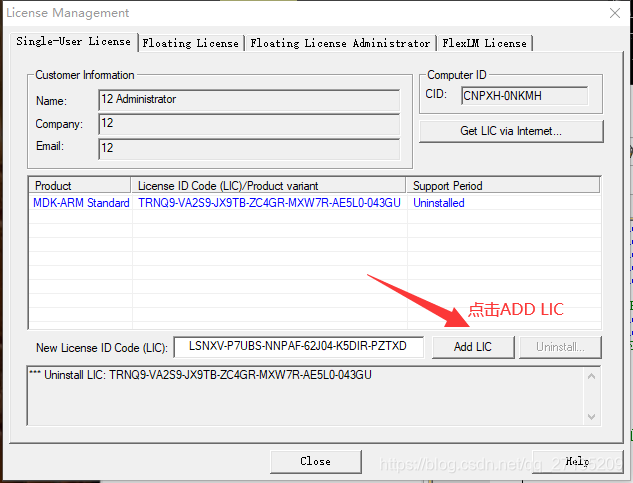 License Management
Single-User License Floating License Floating License Administrator FlexLM License
Customer Information
Name: 12 Administrator
Company: 12
Email: 12
Computer ID
CID: CNPXH-0NKMH
Get LIC via Internet...
Product License ID Code (LIC)/Product variant Support Period
MDK-ARM Standard TRNQ9-VA2S9-JX9TB-ZC4GR-MXW7R-AE5L0-043GU Uninstalled
点击ADD LIC
New License ID Code (LIC): LSNXV-P7UBS-NNPAF-62J04-K5DIR-PZTXD Add LIC Uninstall...
*** Uninstall LIC: TRNQ9-VA2S9-JX9TB-ZC4GR-MXW7R-AE5L0-043GU
Close Help
https://blog.csdn.net/